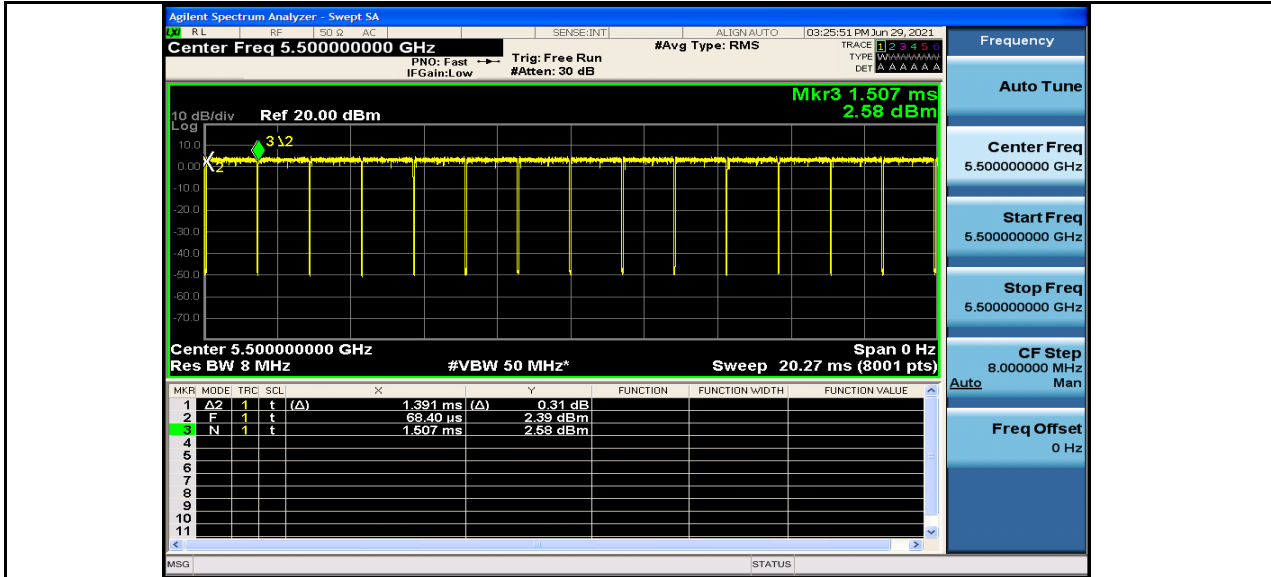 Agilent Spectrum Analyzer - Swept SA
LXI RL RF 50 Ω AC SENSE:INT ALIGN AUTO 03:25:51 PM Jun 29, 2021
Center Freq 5.500000000 GHz #Avg Type: RMS TRACE 1 2 3 4 5 6
PNO: Fast Trig: Free Run TYPE WWWWWW
IFGain:Low #Atten: 30 dB DET A A A A A A
Mkr3 1.507 ms
2.58 dBm
10 dB/div Ref 20.00 dBm
Log
10.0
0.00
-10.0
-20.0
-30.0
-40.0
-50.0
-60.0
-70.0
2
3Δ2
Center 5.500000000 GHz Span 0 Hz
Res BW 8 MHz #VBW 50 MHz* Sweep 20.27 ms (8001 pts)
MKR MODE TRC SCL X Y FUNCTION FUNCTION WIDTH FUNCTION VALUE
1 Δ2 1 t (Δ) 1.391 ms (Δ) 0.31 dB
2 F 1 t 68.40 µs 2.39 dBm
3 N 1 t 1.507 ms 2.58 dBm
4
5
6
7
8
9
10
11
MSG STATUS
Frequency
Auto Tune
Center Freq
5.500000000 GHz
Start Freq
5.500000000 GHz
Stop Freq
5.500000000 GHz
CF Step
8.000000 MHz
Auto Man
Freq Offset
0 Hz